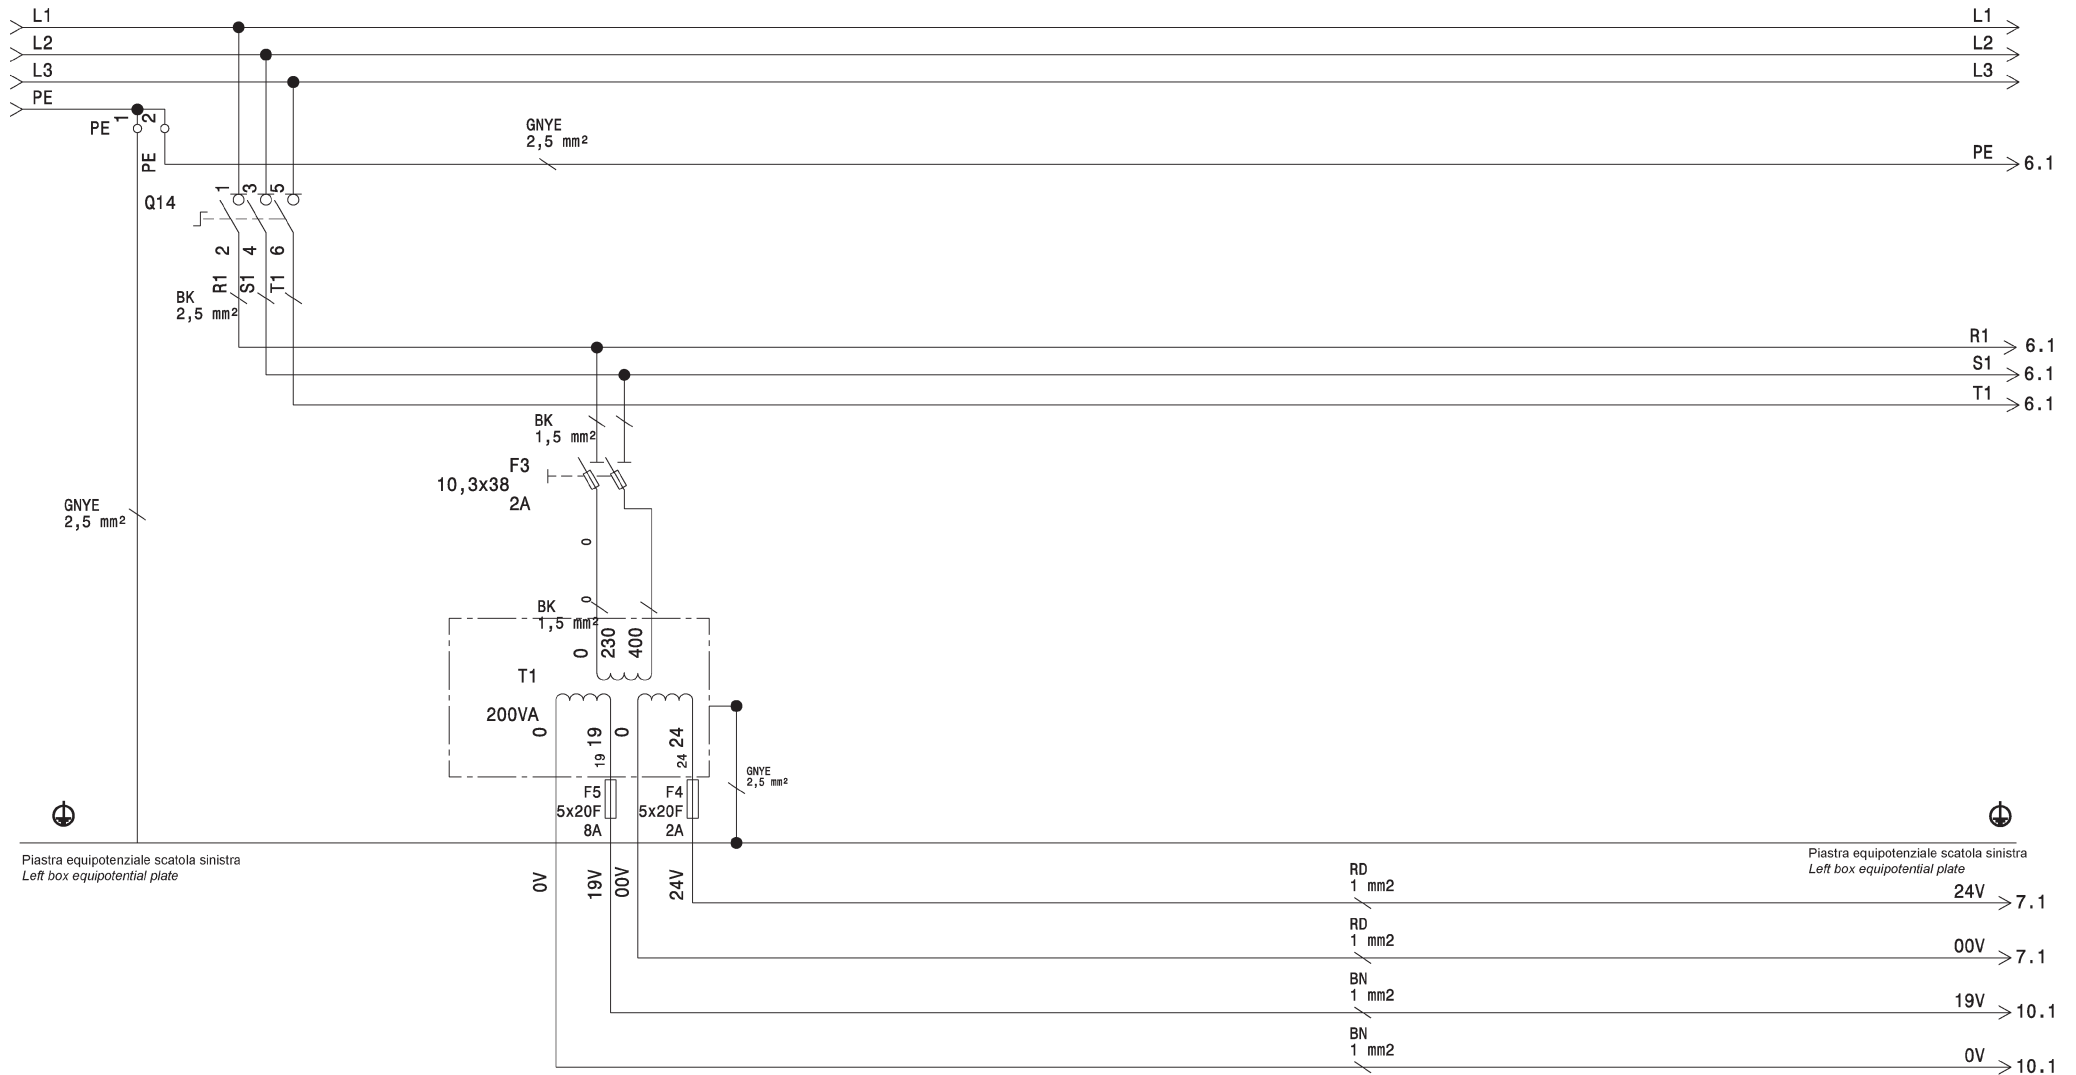 L1
L1
L2
L2
L3
L3
PE
1
2
PE
PE
GNYE
2,5 mm²
PE
6.1
Q14
1
3
5
2
4
6
R1
S1
T1
BK
2,5 mm²
R1
6.1
S1
6.1
T1
6.1
BK
1,5 mm²
F3
10,3x38
2A
GNYE
2,5 mm²
0
0
BK
1,5 mm²
0
230
400
T1
200VA
0
19
0
24
19
24
GNYE
2,5 mm²
F5
5x20F
8A
F4
5x20F
2A
Piastra equipotenziale scatola sinistra
Left box equipotential plate
Piastra equipotenziale scatola sinistra
Left box equipotential plate
0V
19V
00V
24V
RD
1 mm2
24V
7.1
RD
1 mm2
00V
7.1
BN
1 mm2
19V
10.1
BN
1 mm2
0V
10.1